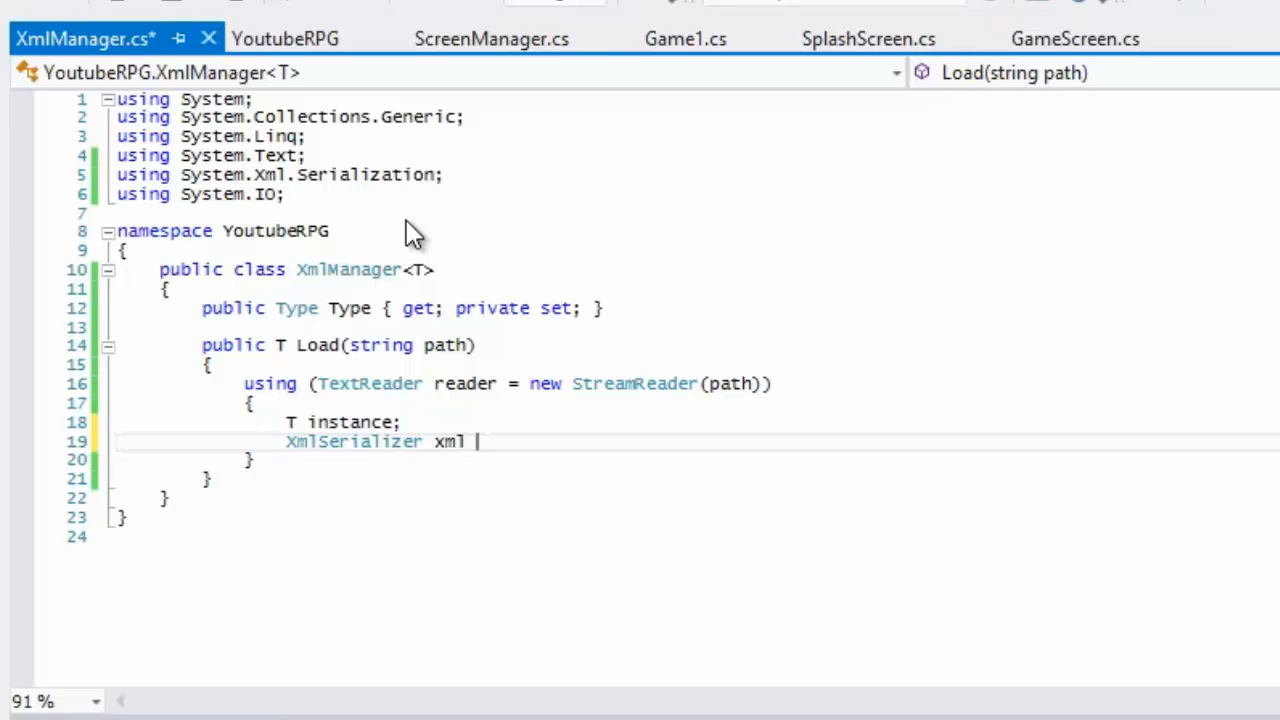 XmlManager.cs* YoutubeRPG ScreenManager.cs Game1.cs SplashScreen.cs GameScreen.cs
YoutubeRPG.XmlManager<T> Load(string path)
1 using System;
2 using System.Collections.Generic;
3 using System.Linq;
4 using System.Text;
5 using System.Xml.Serialization;
6 using System.IO;
7
8 namespace YoutubeRPG
9 {
10 public class XmlManager<T>
11 {
12 public Type Type { get; private set; }
13
14 public T Load(string path)
15 {
16 using (TextReader reader = new StreamReader(path))
17 {
18 T instance;
19 XmlSerializer xml
20 }
21 }
22 }
23 }
24
91 %